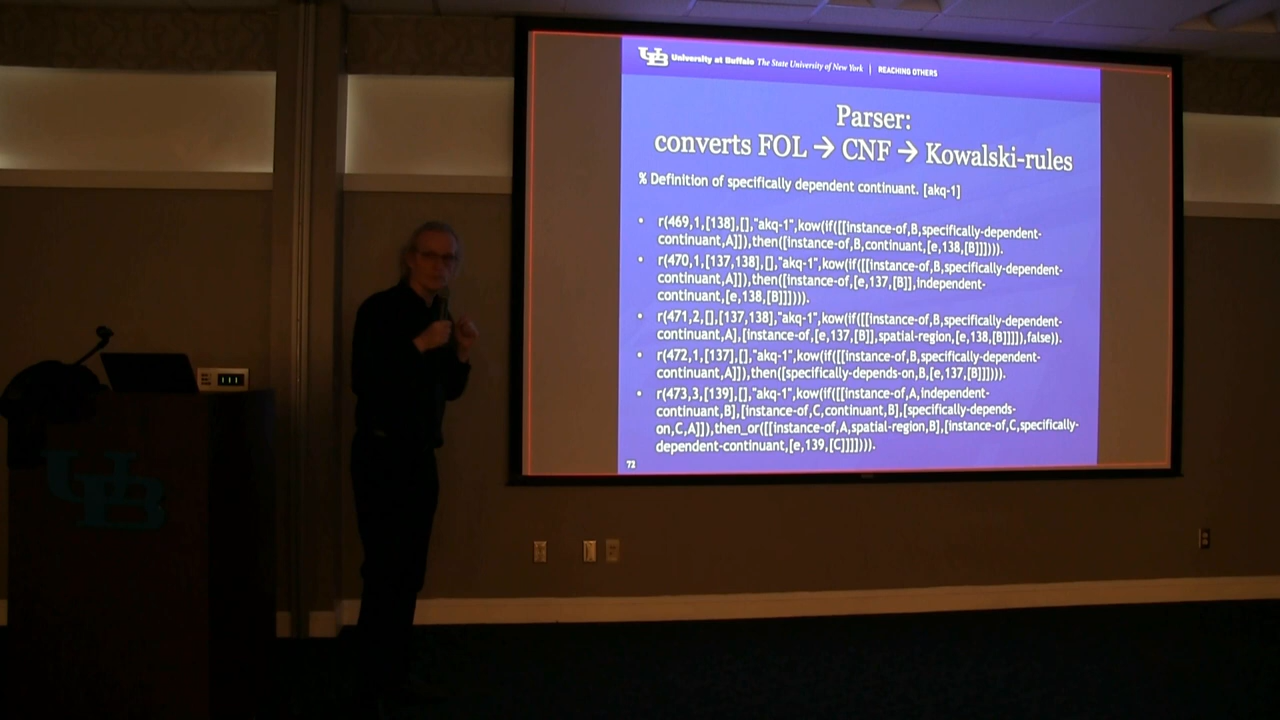 UB University at Buffalo The State University of New York | REACHING OTHERS
Parser:
converts FOL → CNF → Kowalski-rules
% Definition of specifically dependent continuant. [akq-1]
• r(469,1,[138],[],"akq-1",kow(if([[instance-of,B,specifically-dependent-
continuant,A]]),then([instance-of,B,continuant,[e,138,[B]]]))).
• r(470,1,[137,138],[],"akq-1",kow(if([[instance-of,B,specifically-dependent-
continuant,A]]),then([instance-of,[e,137,[B]],independent-
continuant,[e,138,[B]]]))).
• r(471,2,[],[137,138],"akq-1",kow(if([[instance-of,B,specifically-dependent-
continuant,A],[instance-of,[e,137,[B]],spatial-region,[e,138,[B]]]]),false)).
• r(472,1,[137],[],"akq-1",kow(if([[instance-of,B,specifically-dependent-
continuant,A]]),then([specifically-depends-on,B,[e,137,[B]]]))).
• r(473,3,[139],[],"akq-1",kow(if([[instance-of,A,independent-
continuant,B],[instance-of,C,continuant,B],[specifically-depends-
on,C,A]]),then_or([[instance-of,A,spatial-region,B],[instance-of,C,specifically-
dependent-continuant,[e,139,[C]]]]))).
72
UB